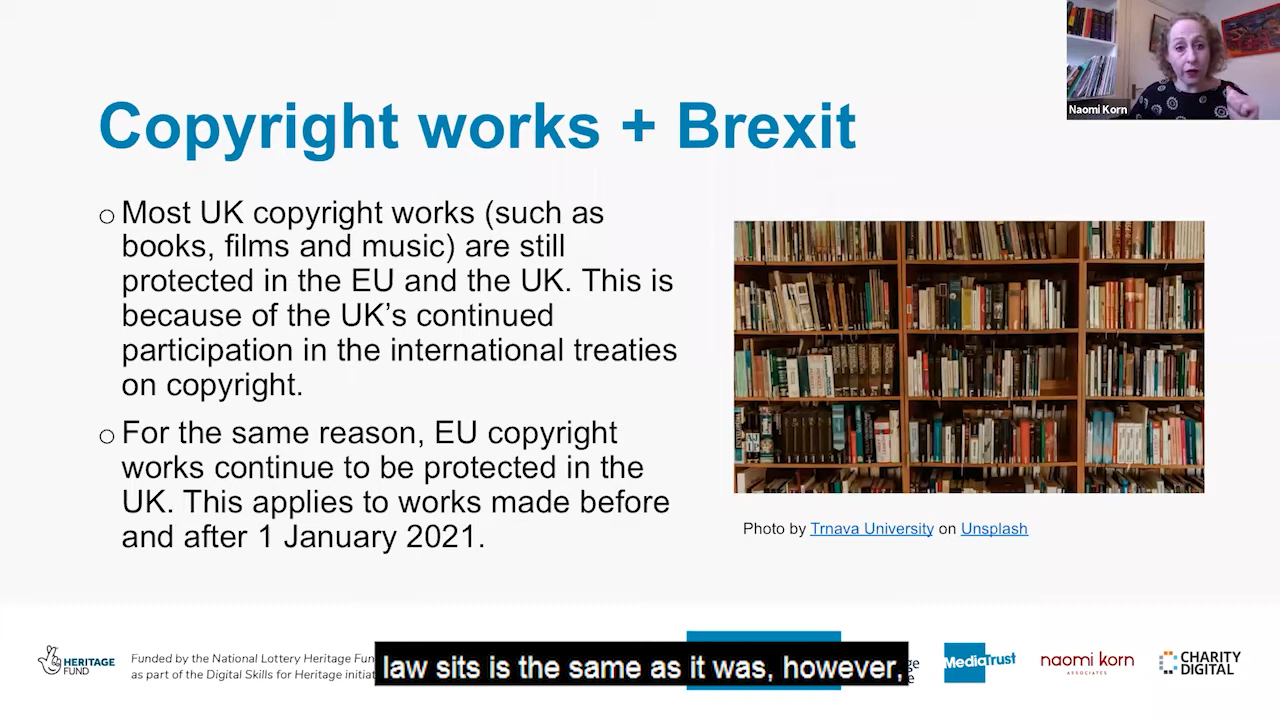 Naomi Korn
Copyright works + Brexit
o Most UK copyright works (such as
books, films and music) are still
protected in the EU and the UK. This is
because of the UK’s continued
participation in the international treaties
on copyright.
o For the same reason, EU copyright
works continue to be protected in the
UK. This applies to works made before
and after 1 January 2021.
Photo by Trnava University on Unsplash
HERITAGE
FUND
Funded by the National Lottery Heritage
as part of the Digital Skills for Heritage
law sits is the same as it was, however,
MediaTrust
naomi korn
ASSOCIATES
CHARITY
DIGITAL